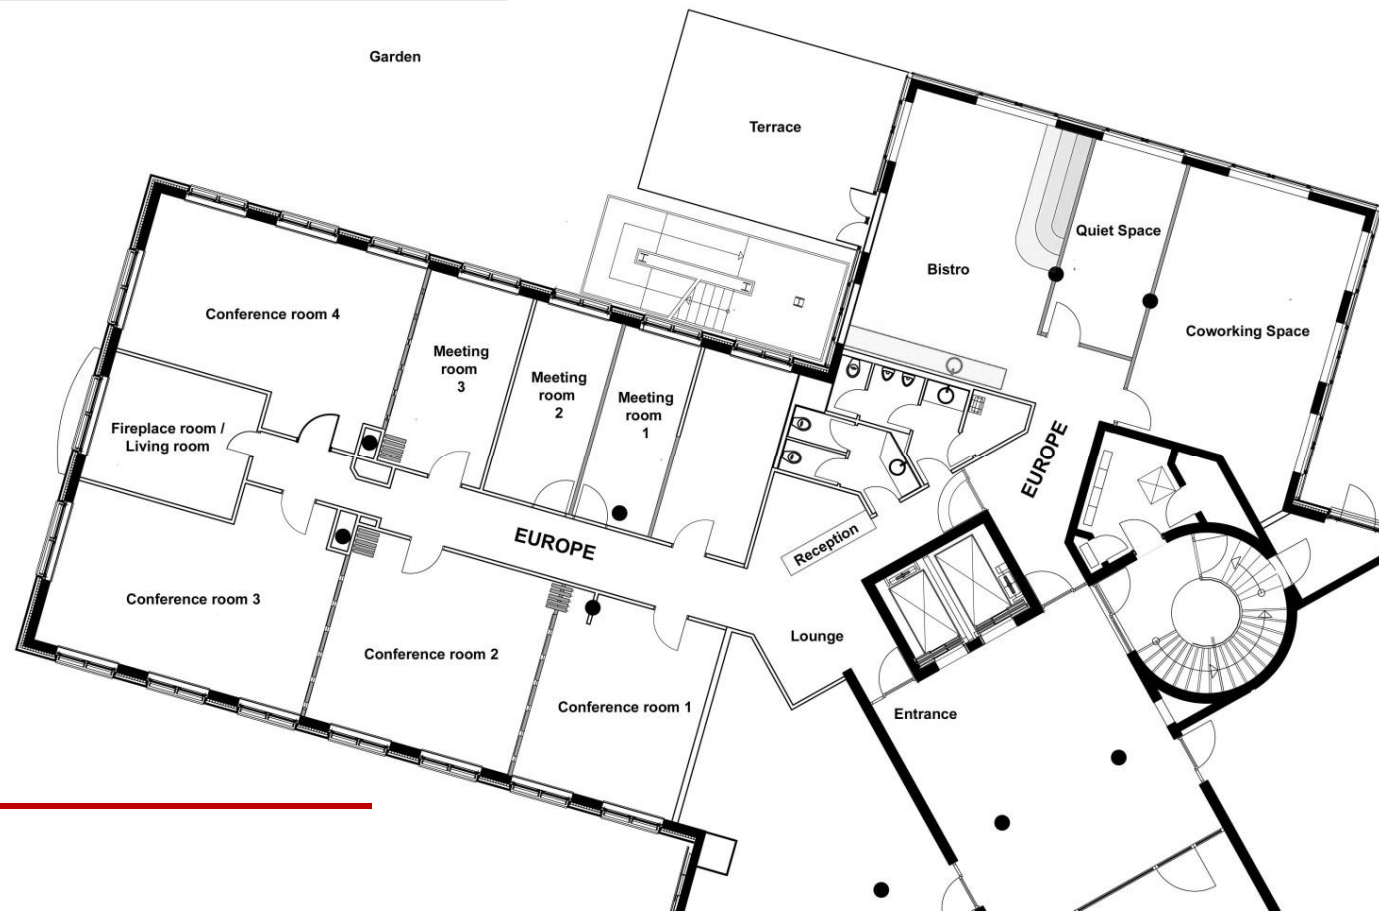 Garden
Terrace
Quiet Space
Bistro
Conference room 4
Coworking Space
Meeting
room
3
Meeting
room
2
Meeting
room
1
Fireplace room /
Living room
EUROPE
EUROPE
Reception
Conference room 3
Lounge
Conference room 2
Conference room 1
Entrance